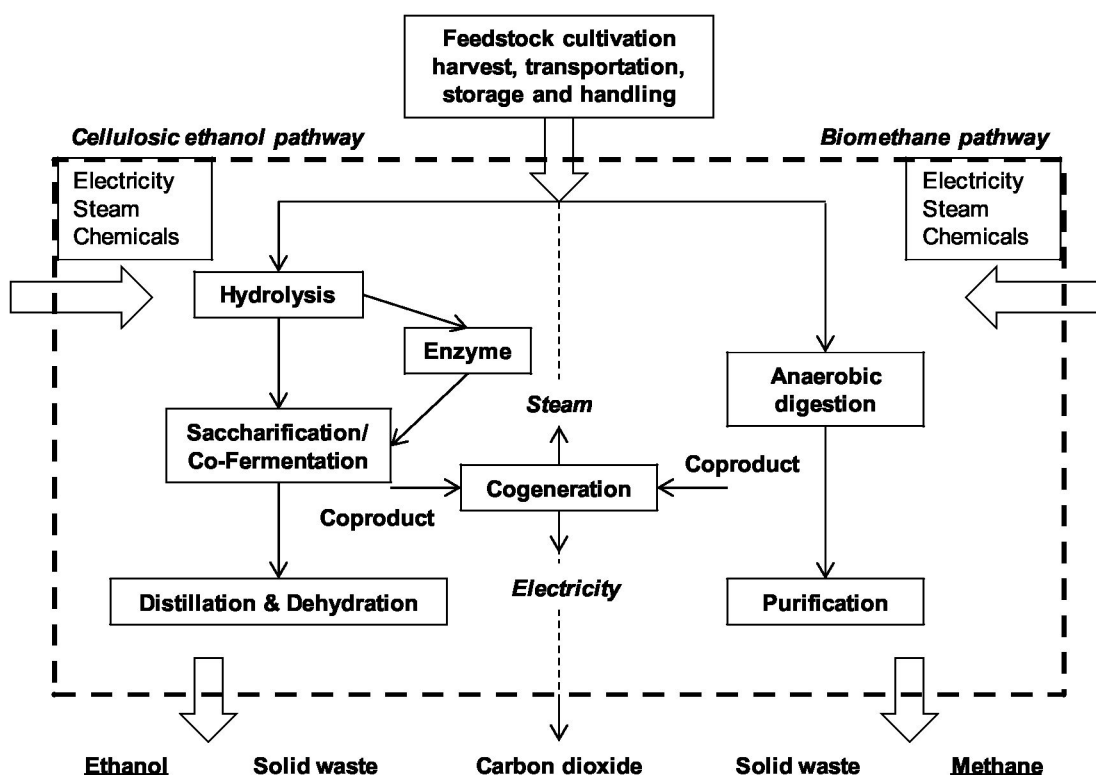 Feedstock cultivation
harvest, transportation,
storage and handling
Cellulosic ethanol pathway
Biomethane pathway
Electricity
Steam
Chemicals
Electricity
Steam
Chemicals
Hydrolysis
Enzyme
Anaerobic
digestion
Steam
Saccharification/
Co-Fermentation
Coproduct
Cogeneration
Coproduct
Electricity
Distillation & Dehydration
Purification
Ethanol
Solid waste
Carbon dioxide
Solid waste
Methane